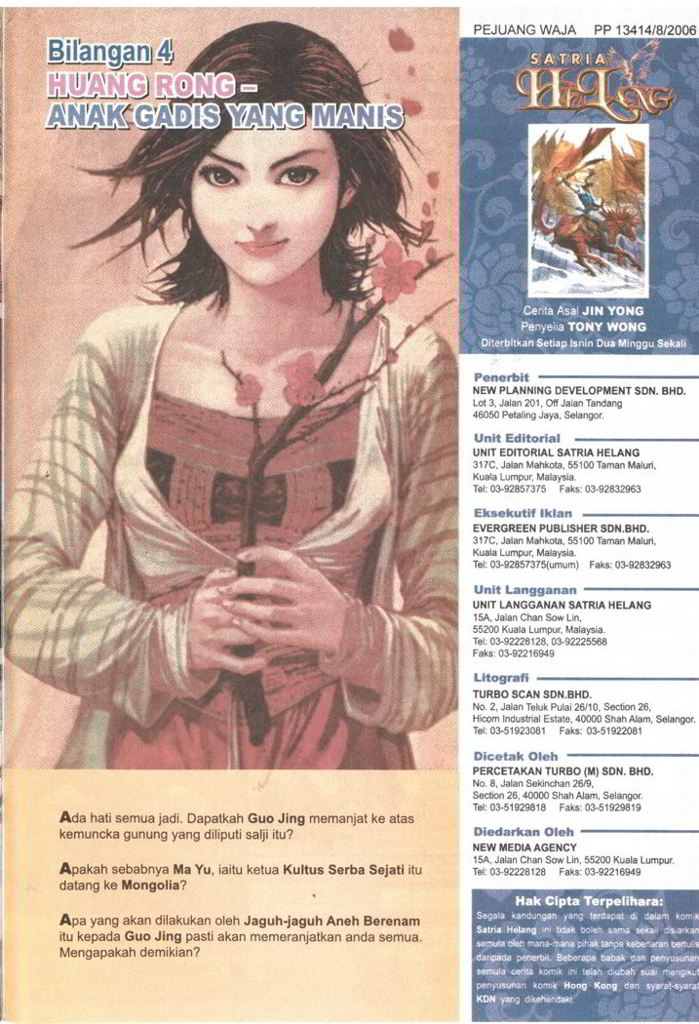 Bilangan 4
HUANG RONG –
ANAK GADIS YANG MANIS
Ada hati semua jadi. Dapatkah Guo Jing memanjat ke atas
kemuncka gunung yang diliputi salji itu?
Apakah sebabnya Ma Yu, iaitu ketua Kultus Serba Sejati itu
datang ke Mongolia?
Apa yang akan dilakukan oleh Jaguh-jaguh Aneh Berenam
itu kepada Guo Jing pasti akan memeranjatkan anda semua.
Mengapakah demikian?
PEJUANG WAJA PP 13414/8/2006
SATRIA
HeLang
Cerita Asal JIN YONG
Penyelia TONY WONG
Diterbitkan Setiap Isnin Dua Minggu Sekali
Penerbit
NEW PLANNING DEVELOPMENT SDN. BHD.
Lot 3, Jalan 201, Off Jalan Tandang
46050 Petaling Jaya, Selangor.
Unit Editorial
UNIT EDITORIAL SATRIA HELANG
317C, Jalan Mahkota, 55100 Taman Maluri,
Kuala Lumpur, Malaysia.
Tel: 03-92857375 Faks: 03-92832963
Eksekutif Iklan
EVERGREEN PUBLISHER SDN.BHD.
317C, Jalan Mahkota, 55100 Taman Maluri,
Kuala Lumpur, Malaysia.
Tel: 03-92857375(umum) Faks: 03-92832963
Unit Langganan
UNIT LANGGANAN SATRIA HELANG
15A, Jalan Chan Sow Lin,
55200 Kuala Lumpur, Malaysia.
Tel: 03-92228128, 03-92225568
Faks: 03-92216949
Litografi
TURBO SCAN SDN.BHD.
No. 2, Jalan Teluk Pulai 26/10, Section 26,
Hicom Industrial Estate, 40000 Shah Alam, Selangor.
Tel: 03-51923081 Faks: 03-51922081
Dicetak Oleh
PERCETAKAN TURBO (M) SDN. BHD.
No. 8, Jalan Sekinchan 26/9,
Section 26, 40000 Shah Alam, Selangor.
Tel: 03-51929818 Faks: 03-51929819
Diedarkan Oleh
NEW MEDIA AGENCY
15A, Jalan Chan Sow Lin, 55200 Kuala Lumpur.
Tel: 03-92228128 Faks: 03-92216949
Hak Cipta Terpelihara:
Segala kandungan yang terdapat di dalam komik
Satria Helang ini tidak boleh sama sekali disiarkan
semula oleh mana-mana pihak tanpa kebenaran bertulis
daripada penerbit. Beberapa babak dan penyusunan
semula cerita komik ini telah diubah suai mengikut
penyusunan komik Hong Kong dan syarat-syarat
KDN yang dikehendaki.